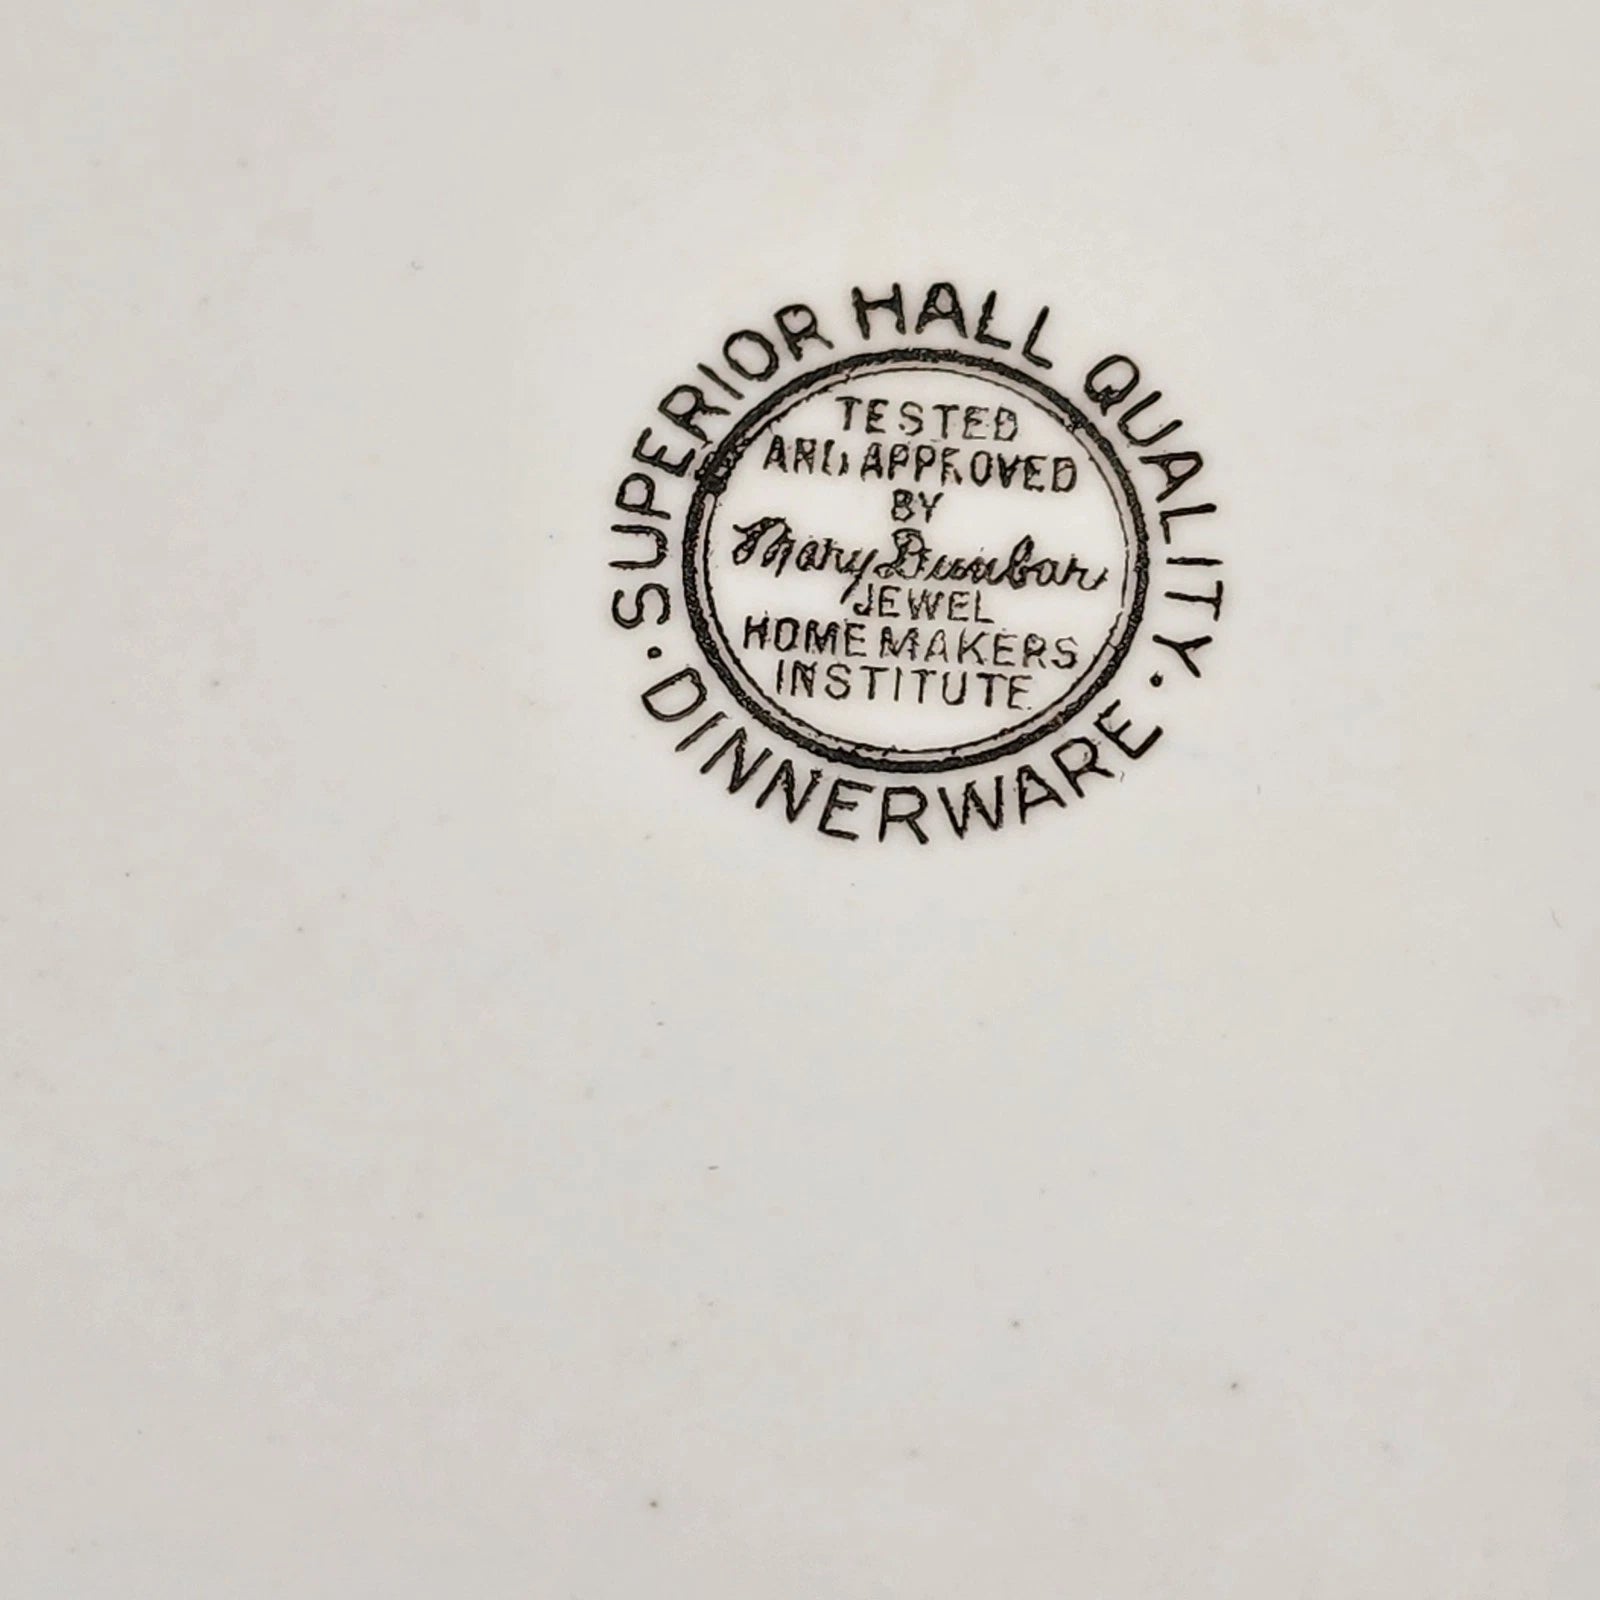 SUPERIOR HALL QUALITY
TESTED
AND APPROVED
BY
Mary Dunbar
JEWEL
HOMEMAKERS
INSTITUTE
· DINNERWARE ·